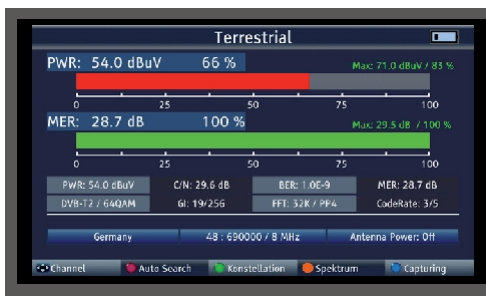 Terrestrial
PWR: 54.0 dBuV 66 % Max: 71.0 dBuV / 83 %
0 25 50 75 100
MER: 28.7 dB 100 % Max: 29.5 dB / 100 %
0 25 50 75 100
PWR: 54.0 dBuV C/N: 29.6 dB BER: 1.0E-9 MER: 28.7 dB
DVB-T2 / 64QAM GI: 19/256 FFT: 32K / PP4 CodeRate: 3/5
Germany 48 : 690000 / 8 MHz Antenna Power: Off
Channel Auto Search Konstellation Spektrum Capturing